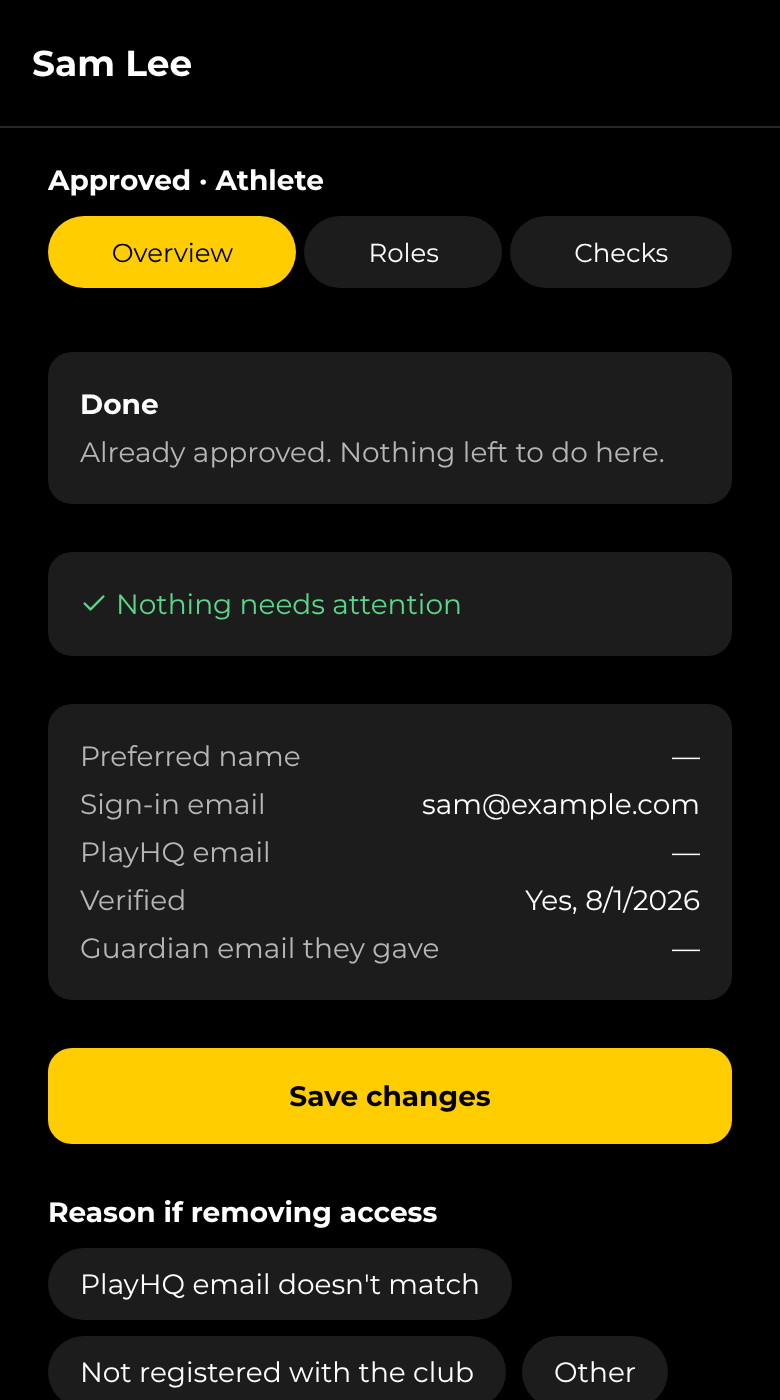 Sam Lee
Approved · Athlete
Overview Roles Checks
Done
Already approved. Nothing left to do here.
✓ Nothing needs attention
Preferred name —
Sign-in email sam@example.com
PlayHQ email —
Verified Yes, 8/1/2026
Guardian email they gave —
Save changes
Reason if removing access
PlayHQ email doesn't match
Not registered with the club Other